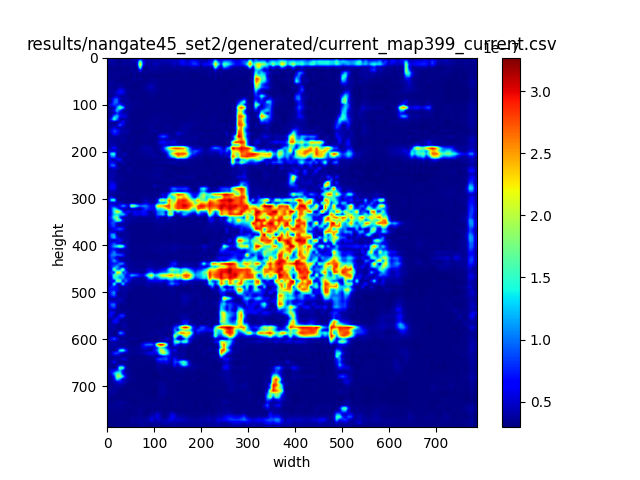 results/nangate45_set2/generated/current_map399_current.csv
1e−7
0
100
200
300
400
500
600
700
height
0 100 200 300 400 500 600 700
width
3.0
2.5
2.0
1.5
1.0
0.5